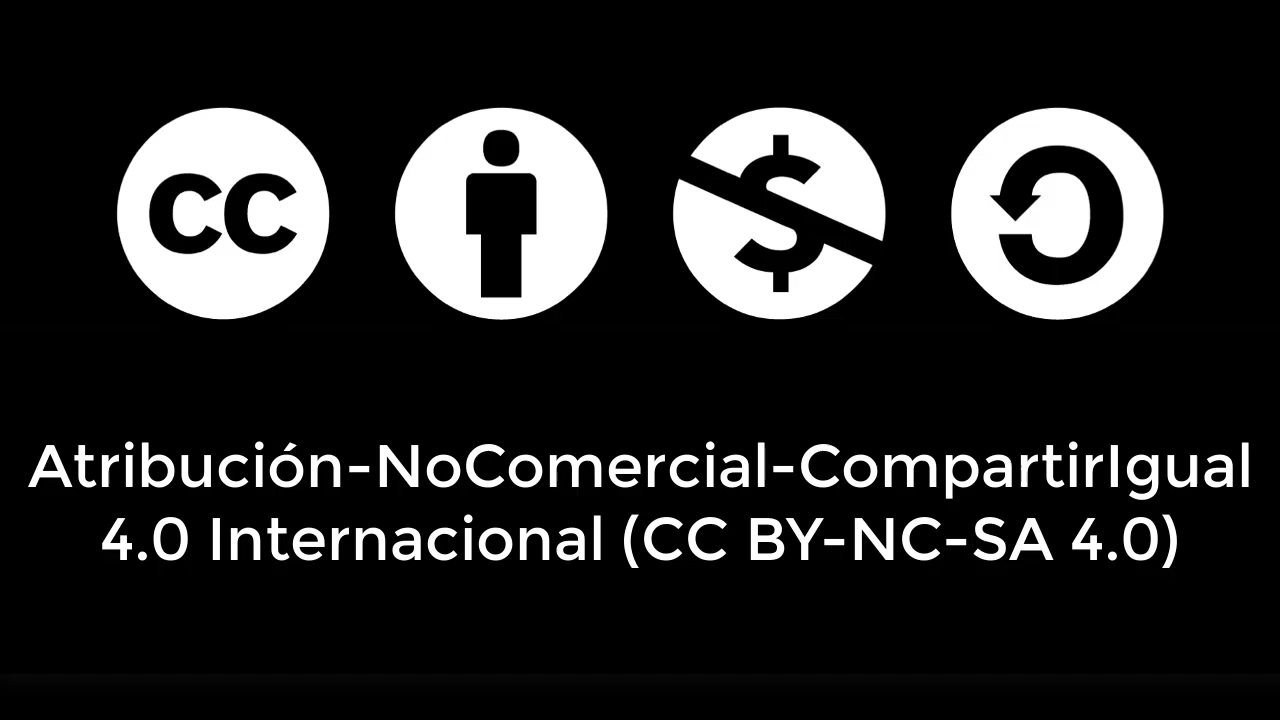 cc
$
Atribución-NoComercial-CompartirIgual
4.0 Internacional (CC BY-NC-SA 4.0)